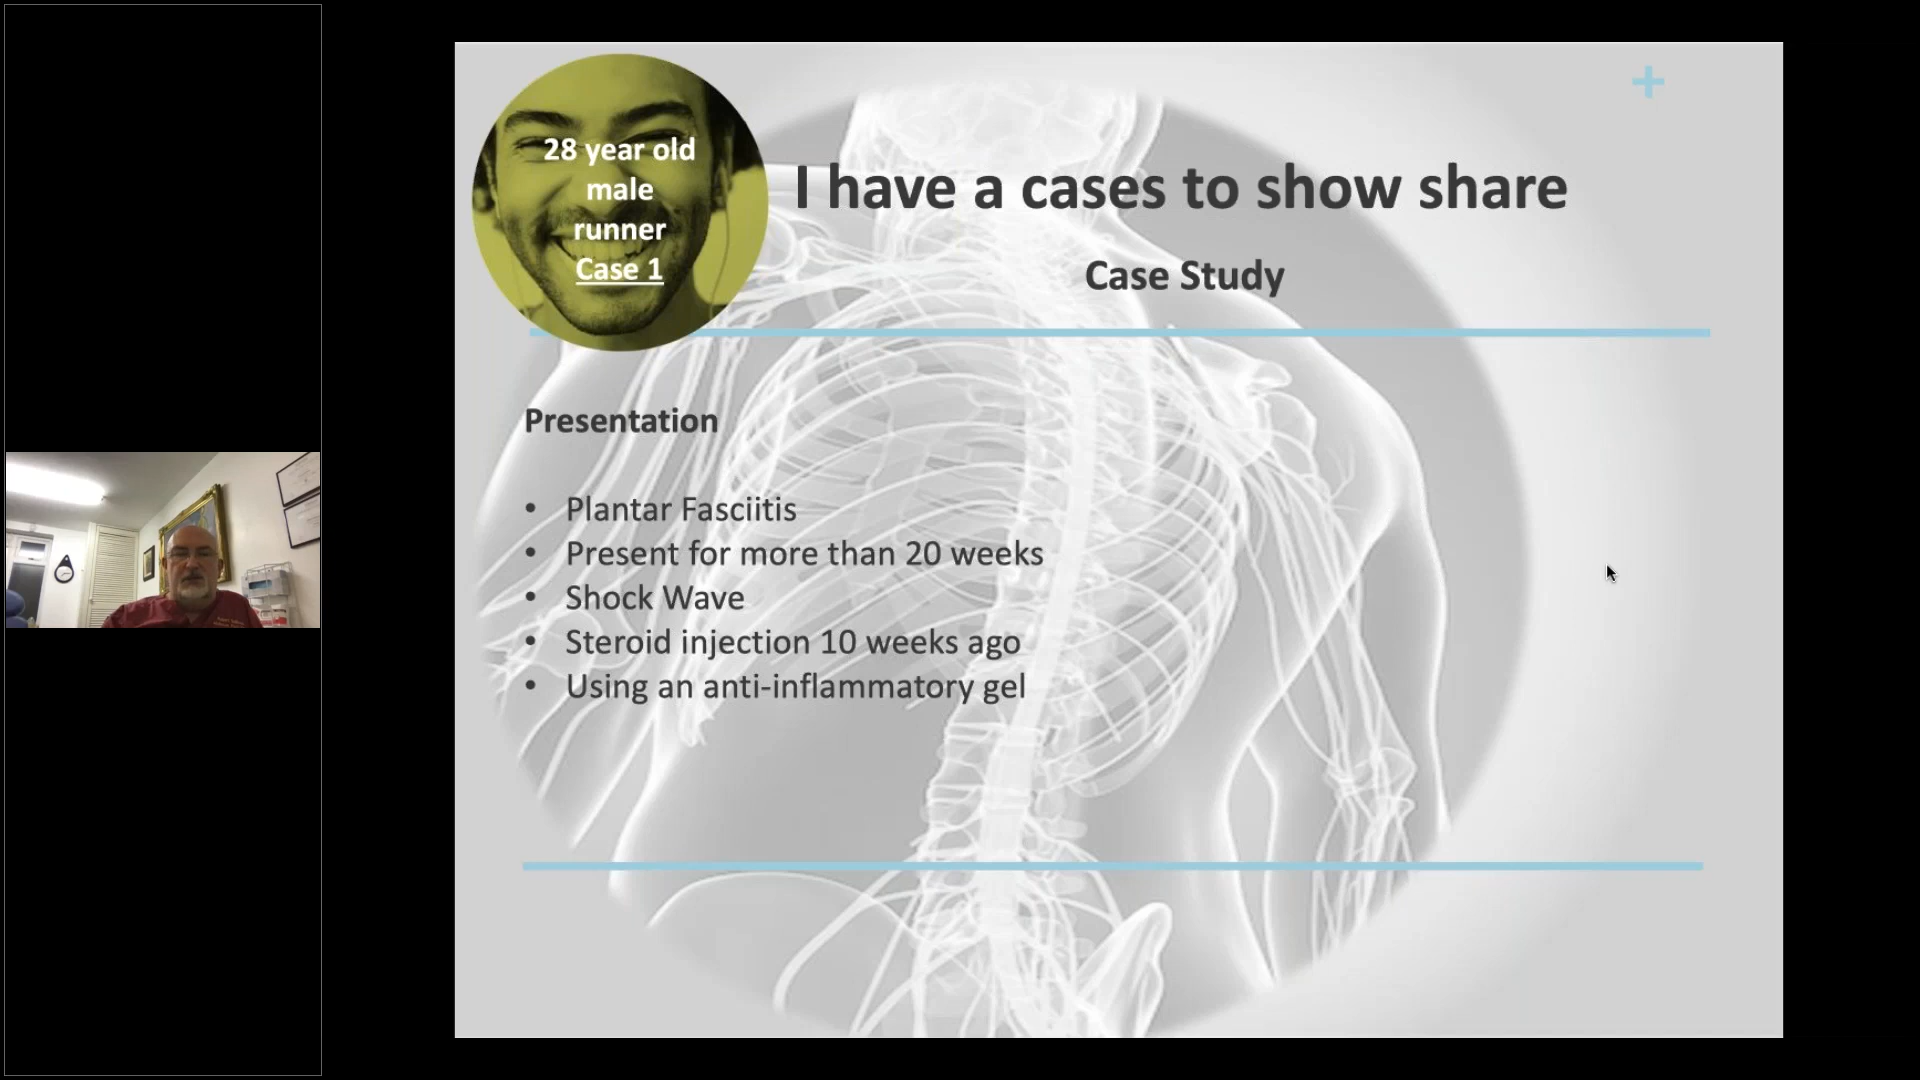 28 year old
male
runner
Case 1
I have a cases to show share
Case Study
Presentation
• Plantar Fasciitis
• Present for more than 20 weeks
• Shock Wave
• Steroid injection 10 weeks ago
• Using an anti-inflammatory gel